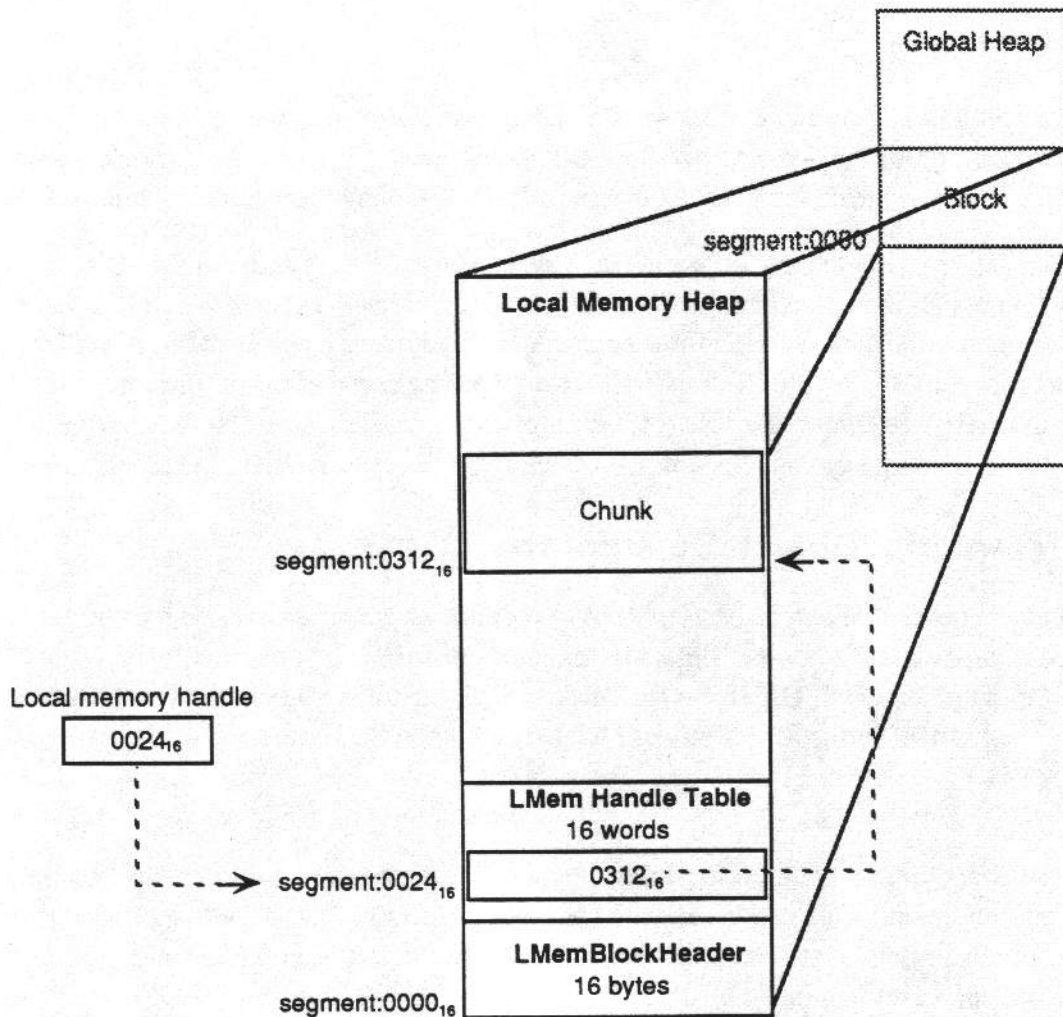 Global Heap
Block
segment:0000
Local Memory Heap
Chunk
segment:0312₁₆
Local memory handle
0024₁₆
LMem Handle Table
16 words
segment:0024₁₆
0312₁₆
LMemBlockHeader
16 bytes
segment:0000₁₆